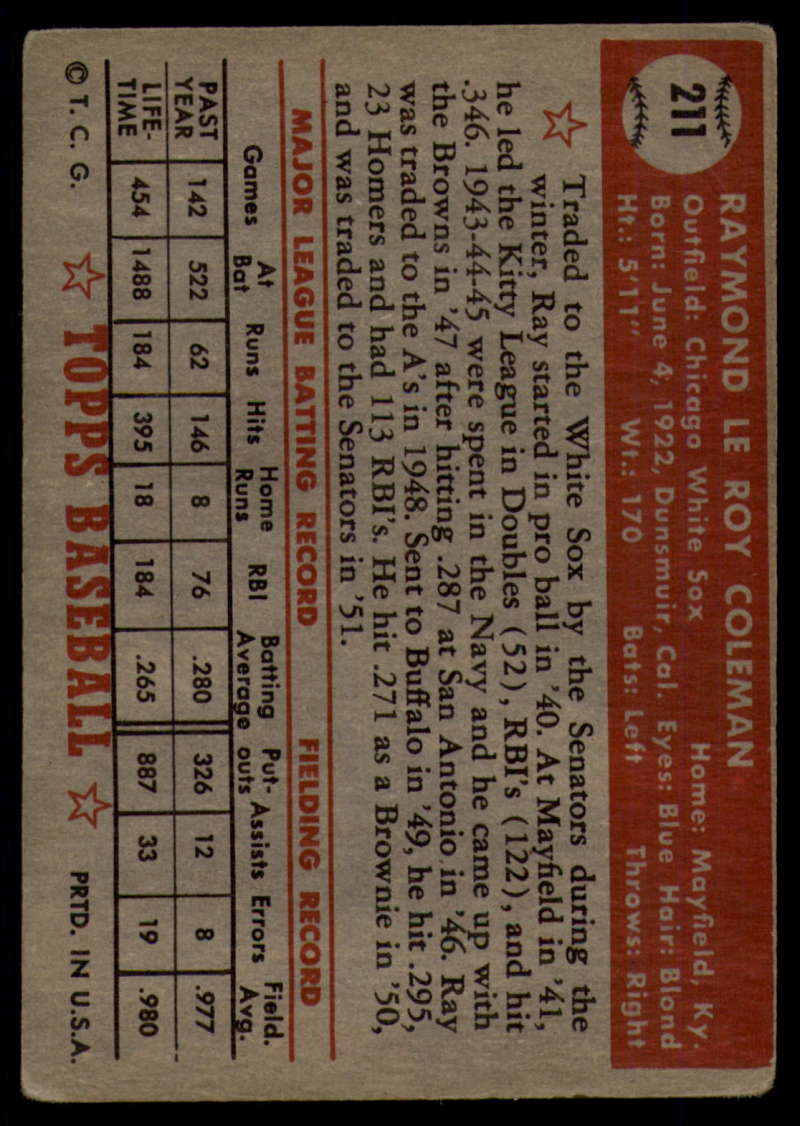 211
RAYMOND LE ROY COLEMAN
Outfield: Chicago White Sox Home: Mayfield, Ky.
Born: June 4, 1922, Dunsmuir, Cal. Eyes: Blue Hair: Blond
Ht.: 5'11" Wt.: 170 Bats: Left Throws: Right
Traded to the White Sox by the Senators during the
winter, Ray started in pro ball in '40. At Mayfield in '41,
he led the Kitty League in Doubles (52), RBI's (122), and hit
.346. 1943-44-45 were spent in the Navy and he came up with
the Browns in '47 after hitting .287 at San Antonio in '46. Ray
was traded to the A's in 1948. Sent to Buffalo in '49, he hit .295,
23 Homers and had 113 RBI's. He hit .271 as a Brownie in '50,
and was traded to the Senators in '51.
MAJOR LEAGUE BATTING RECORD FIELDING RECORD
Games At Bat Runs Hits Home Runs RBI Batting Average Put-outs Assists Errors Field. Avg.
PAST YEAR 142 522 62 146 8 76 .280 326 12 8 .977
LIFE-TIME 454 1488 184 395 18 184 .265 887 33 19 .980
© T. C. G. TOPPS BASEBALL PRTD. IN U.S.A.